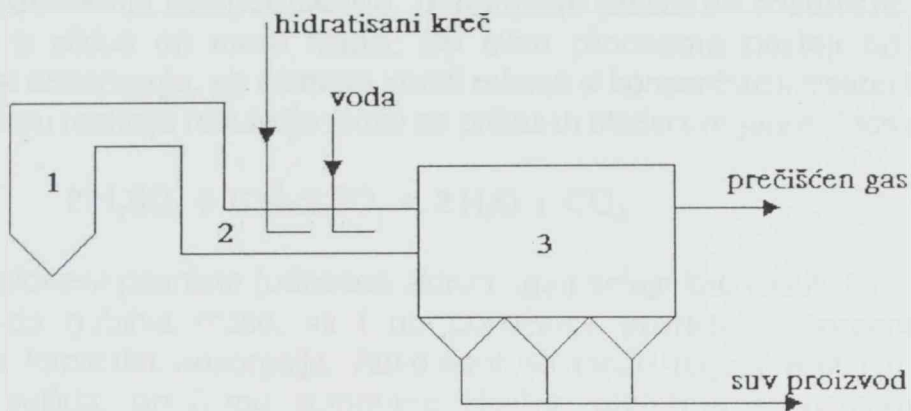 hidratisani kreč
voda
1
prečišćen gas
2
3
suv proizvod